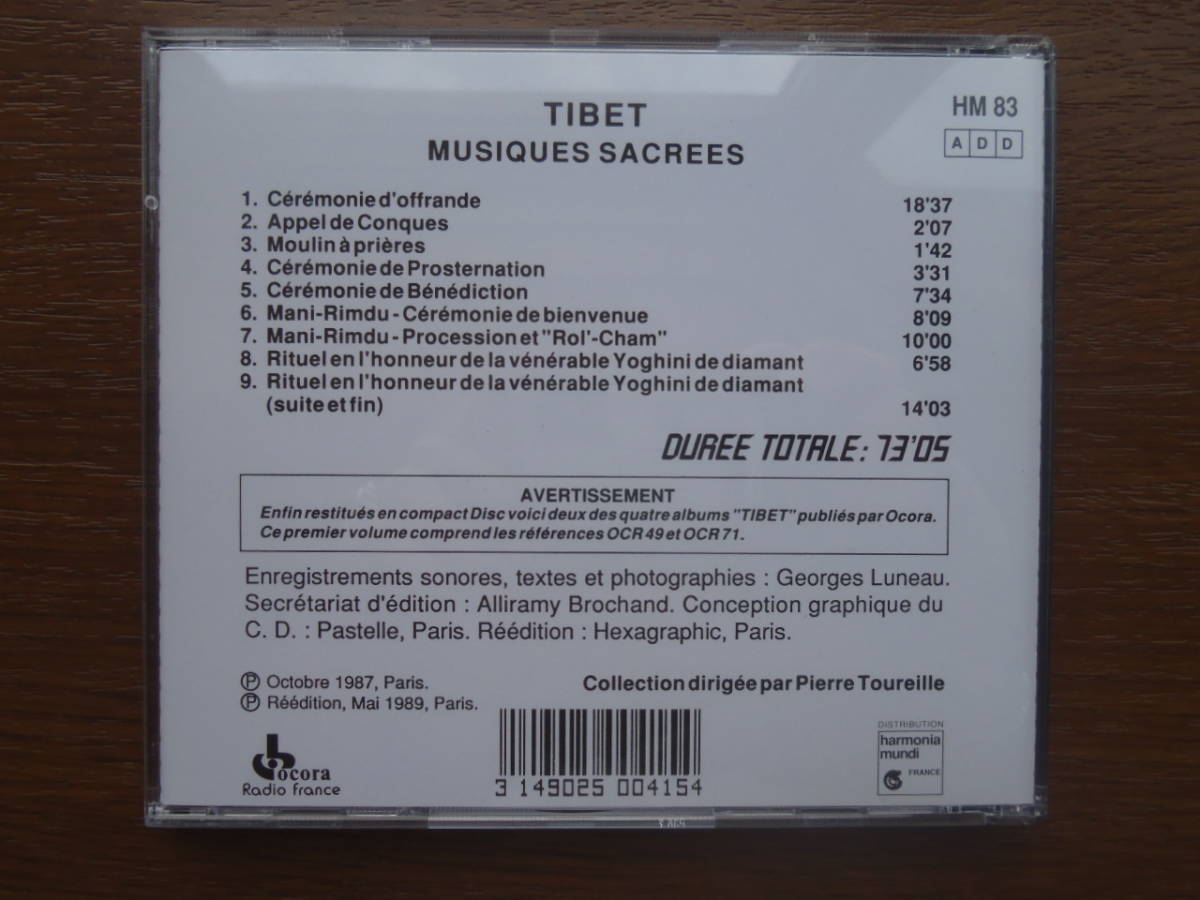 TIBET
MUSIQUES SACREES
HM 83
A D D
1. Cérémonie d'offrande 18'37
2. Appel de Conques 2'07
3. Moulin à prières 1'42
4. Cérémonie de Prosternation 3'31
5. Cérémonie de Bénédiction 7'34
6. Mani-Rimdu - Cérémonie de bienvenue 8'09
7. Mani-Rimdu - Procession et "Rol'-Cham" 10'00
8. Rituel en l'honneur de la vénérable Yoghini de diamant 6'58
9. Rituel en l'honneur de la vénérable Yoghini de diamant
(suite et fin) 14'03
DUREE TOTALE: 73'05
AVERTISSEMENT
Enfin restitués en compact Disc voici deux des quatre albums "TIBET" publiés par Ocora.
Ce premier volume comprend les références OCR 49 et OCR 71.
Enregistrements sonores, textes et photographies : Georges Luneau.
Secrétariat d'édition : Alliramy Brochand. Conception graphique du
C. D. : Pastelle, Paris. Réédition : Hexagraphic, Paris.
℗ Octobre 1987, Paris.
℗ Réédition, Mai 1989, Paris.
Collection dirigée par Pierre Toureille
ocora
Radio france
3 149025 004154
DISTRIBUTION
harmonia
mundi
FRANCE